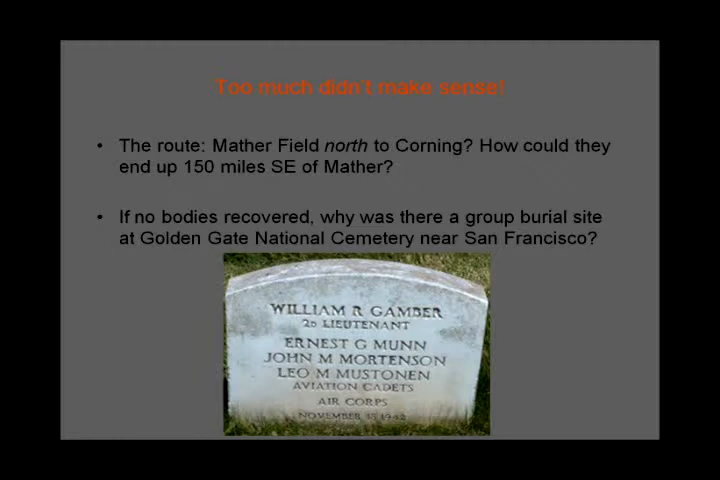 Too much didn't make sense!
• The route: Mather Field north to Corning? How could they
end up 150 miles SE of Mather?
• If no bodies recovered, why was there a group burial site
at Golden Gate National Cemetery near San Francisco?
WILLIAM R GAMBER
2D LIEUTENANT
ERNEST G MUNN
JOHN M MORTENSON
LEO M MUSTONEN
AVIATION CADETS
AIR CORPS
NOVEMBER 18 1942